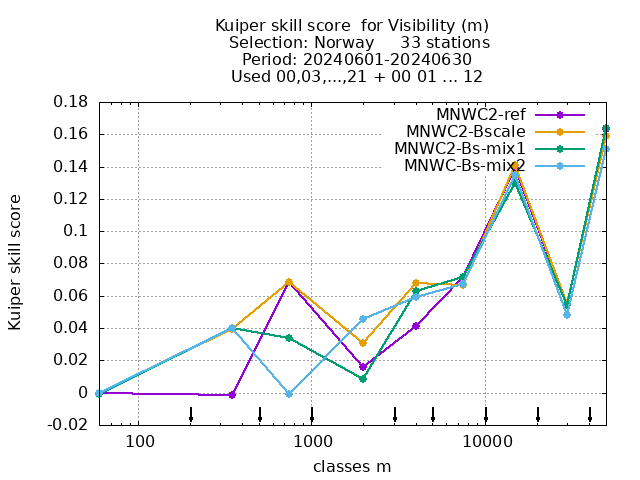 Kuiper skill score  for Visibility (m)
Selection: Norway     33 stations
Period: 20240601-20240630
Used 00,03,...,21 + 00 01 ... 12
MNWC2-ref
MNWC2-Bscale
MNWC2-Bs-mix1
MNWC-Bs-mix2
0.18
0.16
0.14
0.12
0.1
0.08
0.06
0.04
0.02
0
-0.02
Kuiper skill score
100 1000 10000
classes m